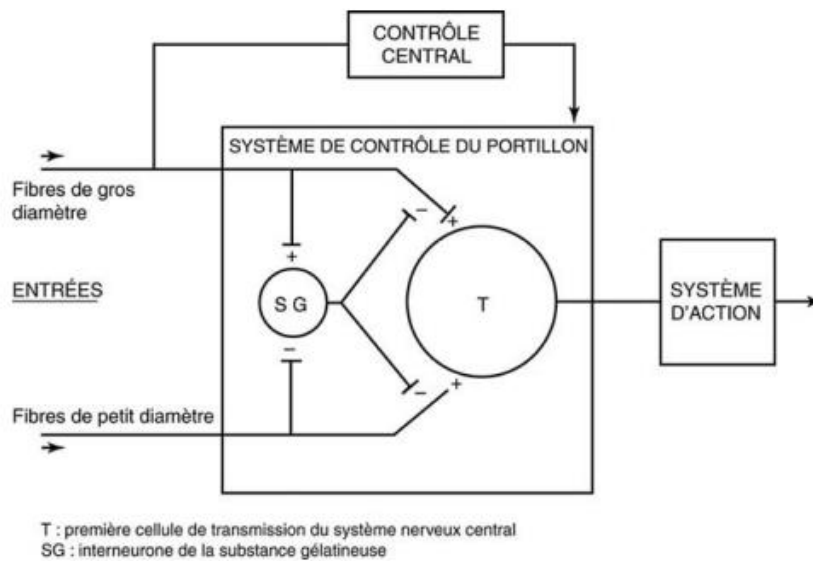 CONTRÔLE
CENTRAL
SYSTÈME DE CONTRÔLE DU PORTILLON
Fibres de gros
diamètre
–
+
+
ENTRÉES
S G
T
SYSTÈME
D'ACTION
–
–
+
Fibres de petit diamètre
T : première cellule de transmission du système nerveux central
SG : interneurone de la substance gélatineuse